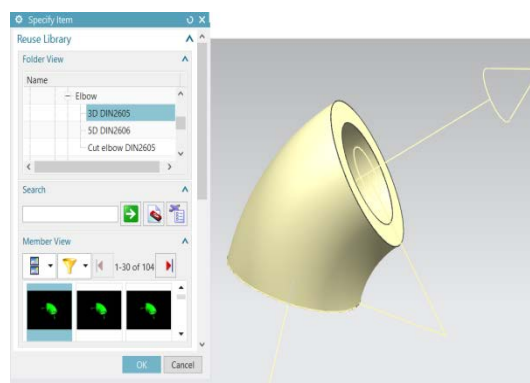 Specify Item
Reuse Library
Folder View
Name
Elbow
3D DIN2605
5D DIN2606
Cut elbow DIN2605
Search
Member View
1-30 of 104
OK Cancel